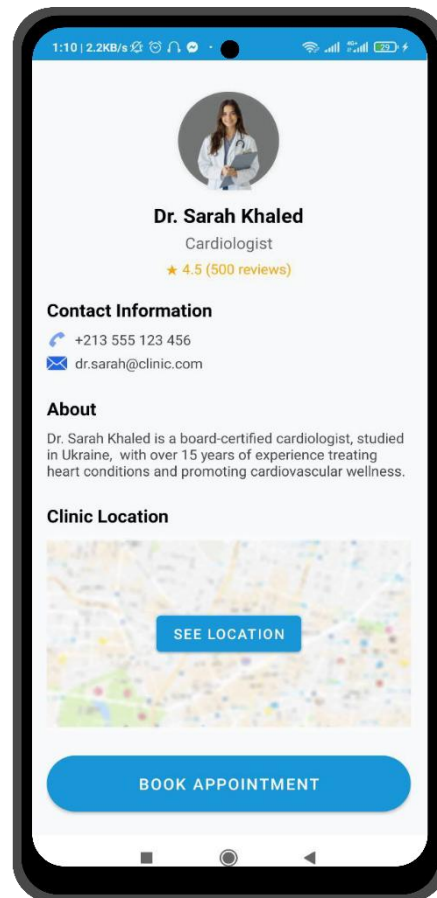 1:10 | 2.2KB/s
4G+
29
Dr. Sarah Khaled
Cardiologist
★ 4.5 (500 reviews)
Contact Information
+213 555 123 456
dr.sarah@clinic.com
About
Dr. Sarah Khaled is a board-certified cardiologist, studied
in Ukraine, with over 15 years of experience treating
heart conditions and promoting cardiovascular wellness.
Clinic Location
SEE LOCATION
BOOK APPOINTMENT